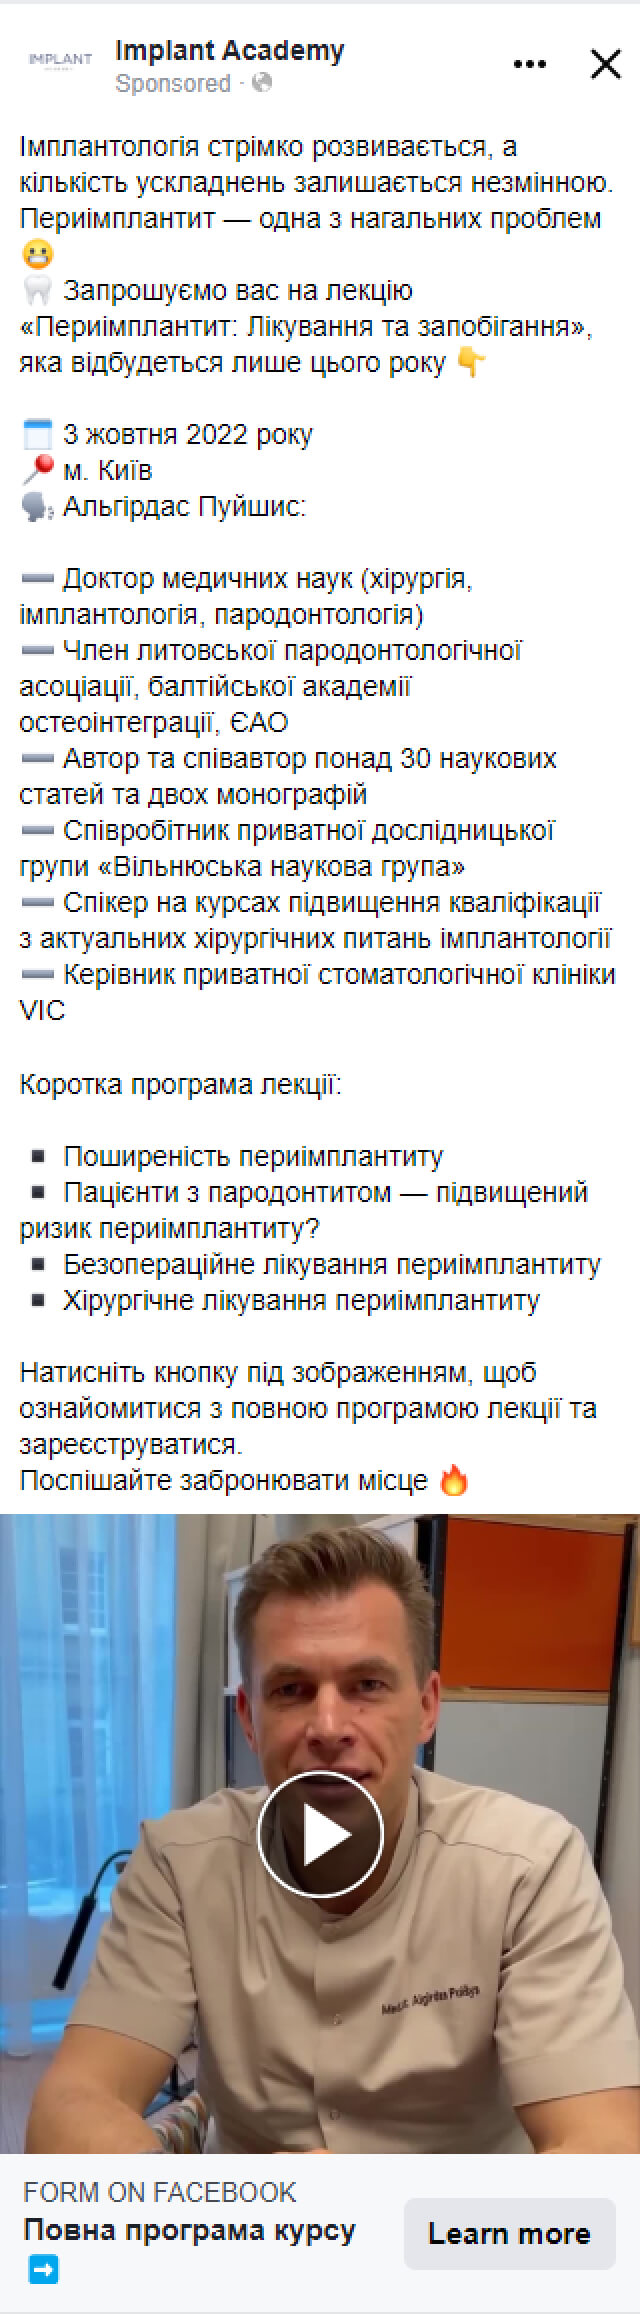 IMPLANT
Implant Academy
Sponsored ·
Імплантологія стрімко розвивається, а
кількість ускладнень залишається незмінною.
Периімплантит — одна з нагальних проблем
😬
🦷 Запрошуємо вас на лекцію
«Периімплантит: Лікування та запобігання»,
яка відбудеться лише цього року 👇
🗓 3 жовтня 2022 року
📍 м. Київ
🗣 Альгірдас Пуйшис:
➖ Доктор медичних наук (хірургія,
імплантологія, пародонтологія)
➖ Член литовської пародонтологічної
асоціації, балтійської академії
остеоінтеграції, ЄАО
➖ Автор та співавтор понад 30 наукових
статей та двох монографій
➖ Співробітник приватної дослідницької
групи «Вільнюська наукова група»
➖ Спікер на курсах підвищення кваліфікації
з актуальних хірургічних питань імплантології
➖ Керівник приватної стоматологічної клініки
VIC
Коротка програма лекції:
▪️ Поширеність периімплантиту
▪️ Пацієнти з пародонтитом — підвищений
ризик периімплантиту?
▪️ Безопераційне лікування периімплантиту
▪️ Хірургічне лікування периімплантиту
Натисніть кнопку під зображенням, щоб
ознайомитися з повною програмою лекції та
зареєструватися.
Поспішайте забронювати місце 🔥
Algirdas Puišys
FORM ON FACEBOOK
Повна програма курсу
➡️
Learn more